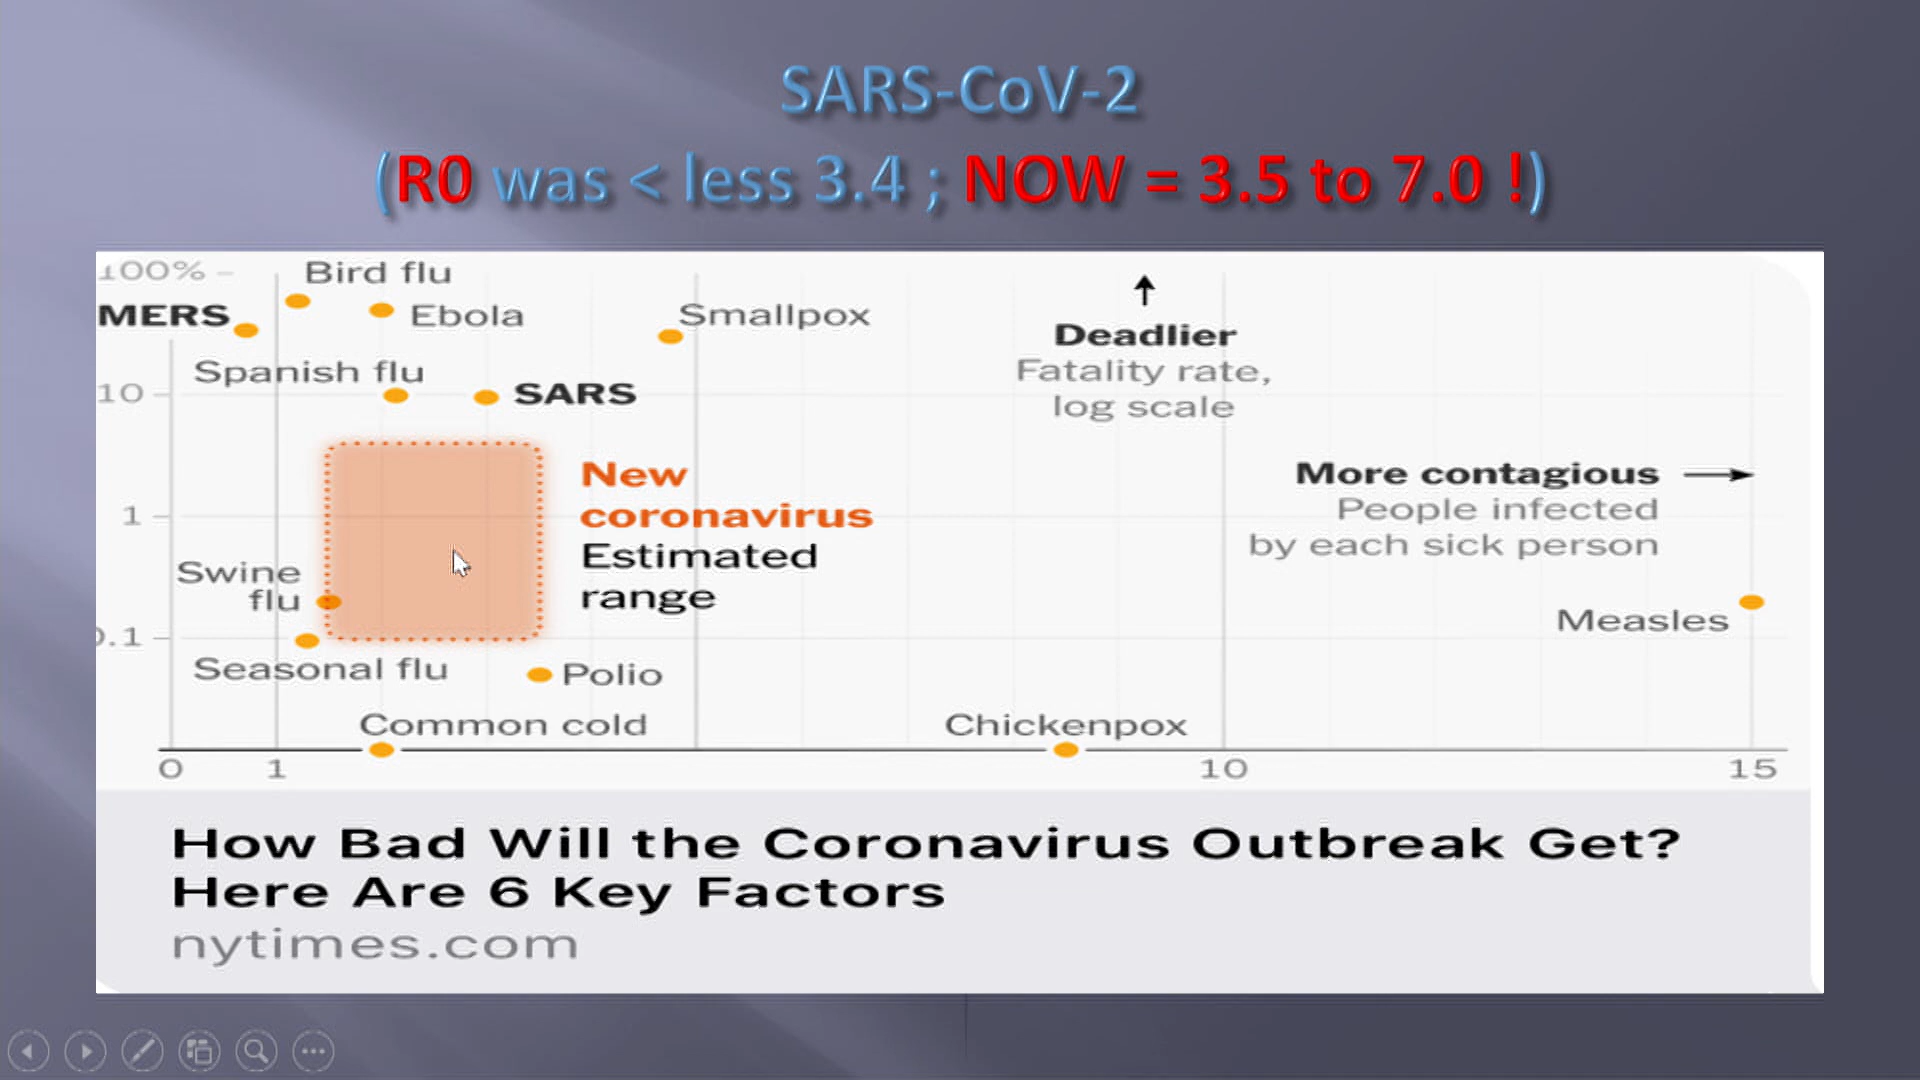 SARS-CoV-2
(R0 was < less 3.4 ; NOW = 3.5 to 7.0 !)
100%
Bird flu
MERS
Ebola
Smallpox
Deadlier
Fatality rate,
log scale
Spanish flu
10
SARS
New
coronavirus
Estimated
range
More contagious
People infected
by each sick person
1
Swine
flu
Measles
0.1
Seasonal flu
Polio
Common cold
Chickenpox
0 1 10 15
How Bad Will the Coronavirus Outbreak Get?
Here Are 6 Key Factors
nytimes.com